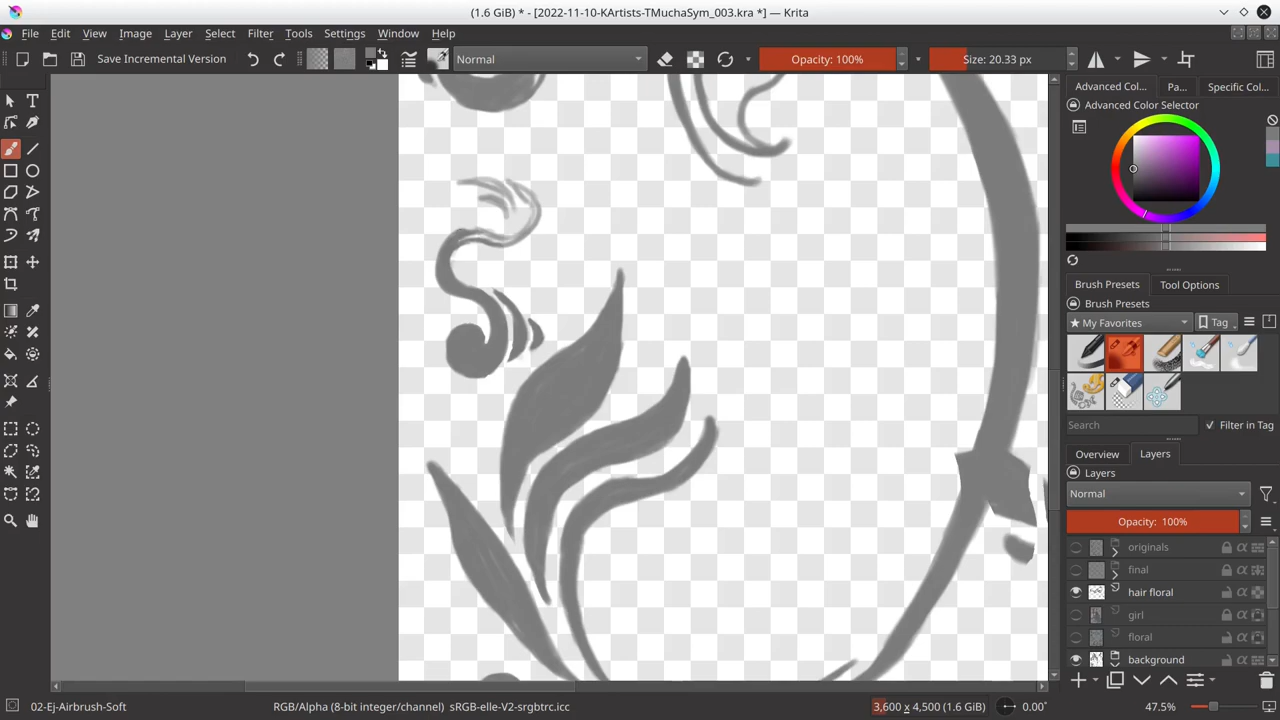 (1.6 GiB) * - [2022-11-10-KArtists-TMuchaSym_003.kra *] — Krita
File Edit View Image Layer Select Filter Tools Settings Window Help
Save Incremental Version Normal Opacity: 100% Size: 20.33 px
Advanced Col... Pa... Specific Col...
Advanced Color Selector
Brush Presets Tool Options
Brush Presets
★ My Favorites Tag
Search Filter in Tag
Overview Layers
Layers
Normal
Opacity: 100%
originals
final
hair floral
girl
floral
background
02-Ej-Airbrush-Soft RGB/Alpha (8-bit integer/channel) sRGB-elle-V2-srgbtrc.icc 3,600 x 4,500 (1.6 GiB) 0.00° 47.5%